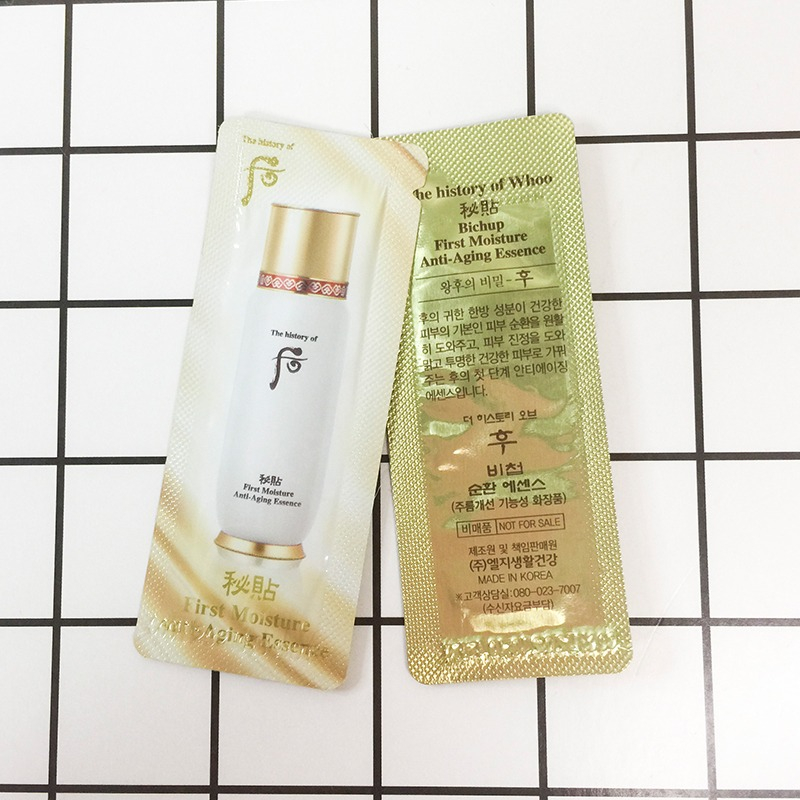 The history of
후
The history of
후
秘貼
First Moisture
Anti-Aging Essence
秘貼
First Moisture
Anti-Aging Essence
The history of Whoo
秘貼
Bichup
First Moisture
Anti-Aging Essence
왕후의 비밀-후
후의 귀한 한방 성분이 건강한
피부의 기본인 피부 순환을 원활
히 도와주고, 피부 진정을 도와
맑고 투명한 건강한 피부로 가꿔
주는 후의 첫 단계 안티에이징
에센스입니다.
더 히스토리 오브
후
비첩
순환 에센스
(주름개선 기능성 화장품)
비매품 NOT FOR SALE
제조원 및 책임판매원
(주)엘지생활건강
MADE IN KOREA
※고객상담실:080-023-7007
(수신자요금부담)